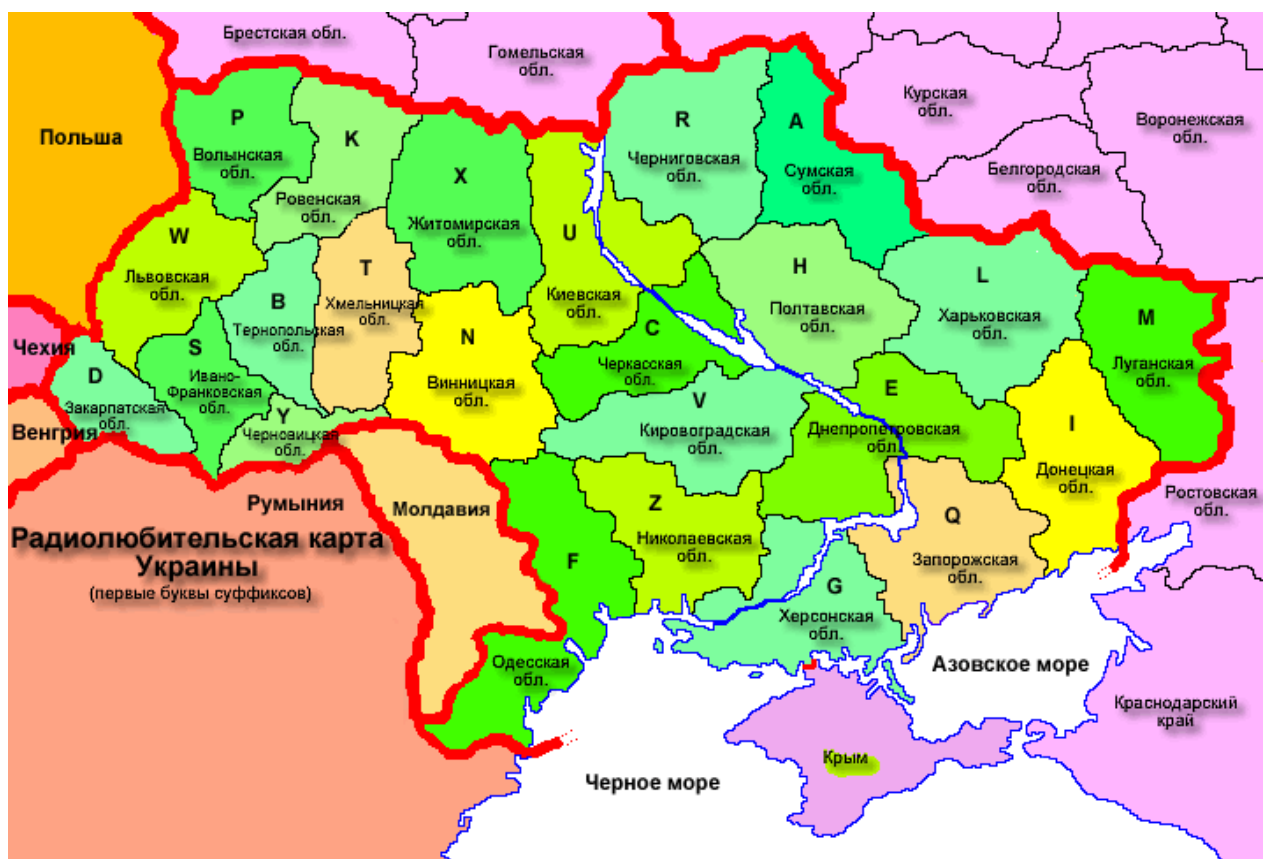 Брестская обл.
Гомельская
обл.
Курская
обл.
Воронежская
обл.
Белгородская
обл.
Польша
P
Волынская
обл.
K
Ровенская
обл.
X
Житомирская
обл.
U
Киевская
обл.
R
Черниговская
обл.
A
Сумская
обл.
W
Львовская
обл.
B
Тернопольская
обл.
T
Хмельницкая
обл.
H
Полтавская
обл.
L
Харьковская
обл.
M
Луганская
обл.
Чехия
D
Закарпатская
обл.
S
Ивано-
Франковская
обл.
N
Винницкая
обл.
C
Черкасская
обл.
Y
Черновицкая
обл.
V
Кировоградская
обл.
E
Днепропетровская
обл.
I
Донецкая
обл.
Венгрия
Румыния
Молдавия
Ростовская
обл.
Z
Николаевская
обл.
Q
Запорожская
обл.
F
Одесская
обл.
G
Херсонская
обл.
Радиолюбительская карта
Украины
(первые буквы суффиксов)
Азовское море
Краснодарский
край
Крым
Черное море